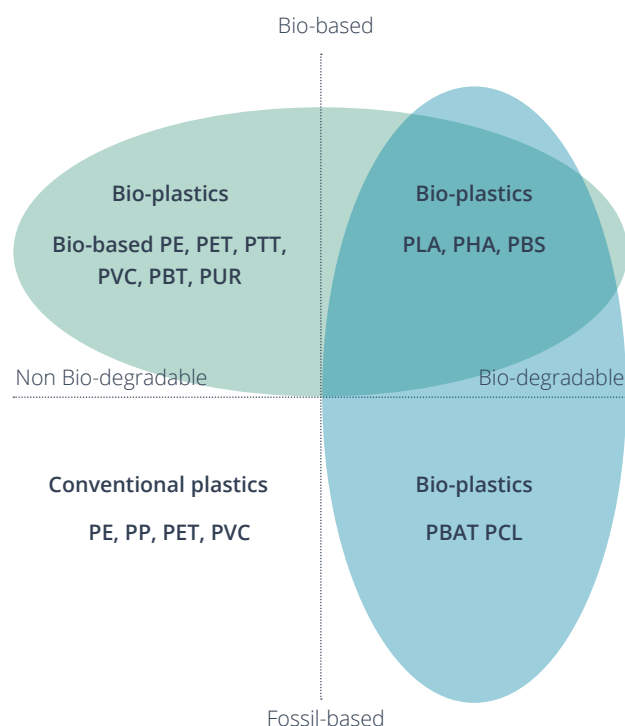 Bio-based
Bio-plastics
Bio-based PE, PET, PTT,
PVC, PBT, PUR
Bio-plastics
PLA, PHA, PBS
Non Bio-degradable
Bio-degradable
Conventional plastics
PE, PP, PET, PVC
Bio-plastics
PBAT PCL
Fossil-based